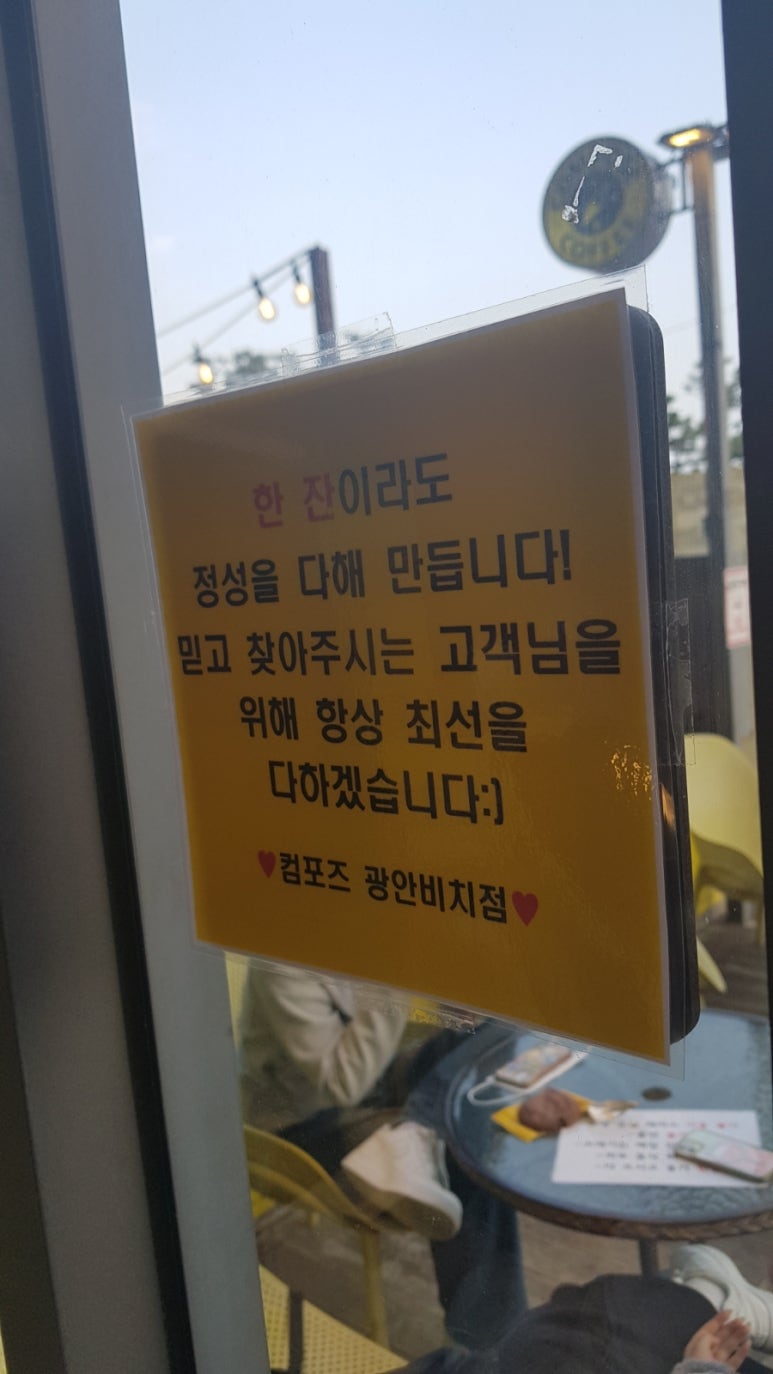 한 잔이라도
정성을 다해 만듭니다!
믿고 찾아주시는 고객님을
위해 항상 최선을
다하겠습니다:)
♥컴포즈 광안비치점♥
COFFEE